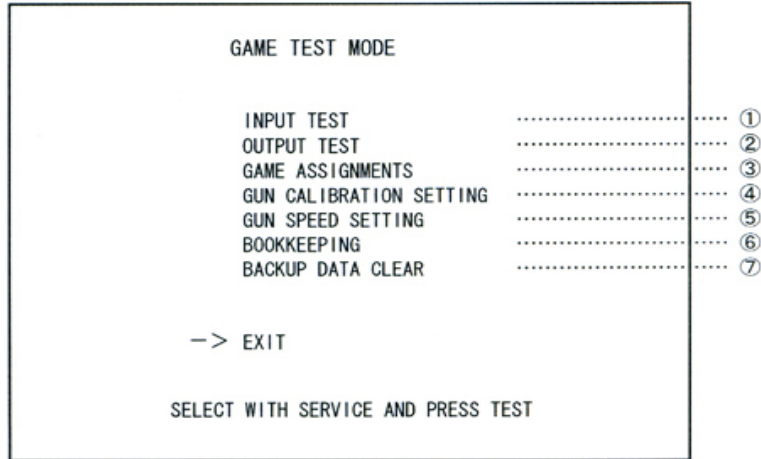 GAME TEST MODE
INPUT TEST ........................ ①
OUTPUT TEST ........................ ②
GAME ASSIGNMENTS ........................ ③
GUN CALIBRATION SETTING ........................ ④
GUN SPEED SETTING ........................ ⑤
BOOKKEEPING ........................ ⑥
BACKUP DATA CLEAR ........................ ⑦
-> EXIT
SELECT WITH SERVICE AND PRESS TEST